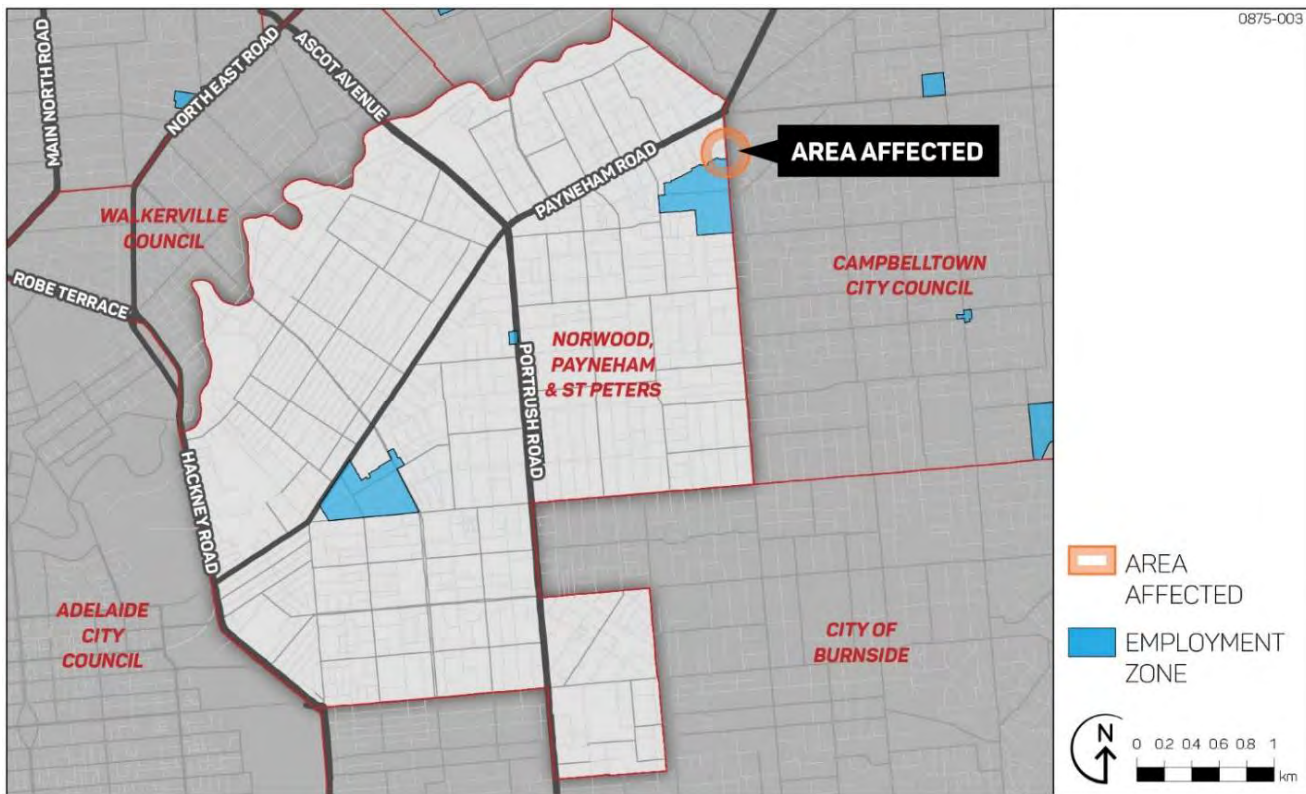 0875-003
MAIN NORTH ROAD
NORTH EAST ROAD
ASCOT AVENUE
PAYNEHAM ROAD
AREA AFFECTED
WALKERVILLE
COUNCIL
ROBE TERRACE
CAMPBELLTOWN
CITY COUNCIL
NORWOOD,
PAYNEHAM
& ST PETERS
PORTRUSH ROAD
HACKNEY ROAD
ADELAIDE
CITY
COUNCIL
CITY OF
BURNSIDE
AREA
AFFECTED
EMPLOYMENT
ZONE
N
0 0.2 0.4 0.6 0.8 1
km